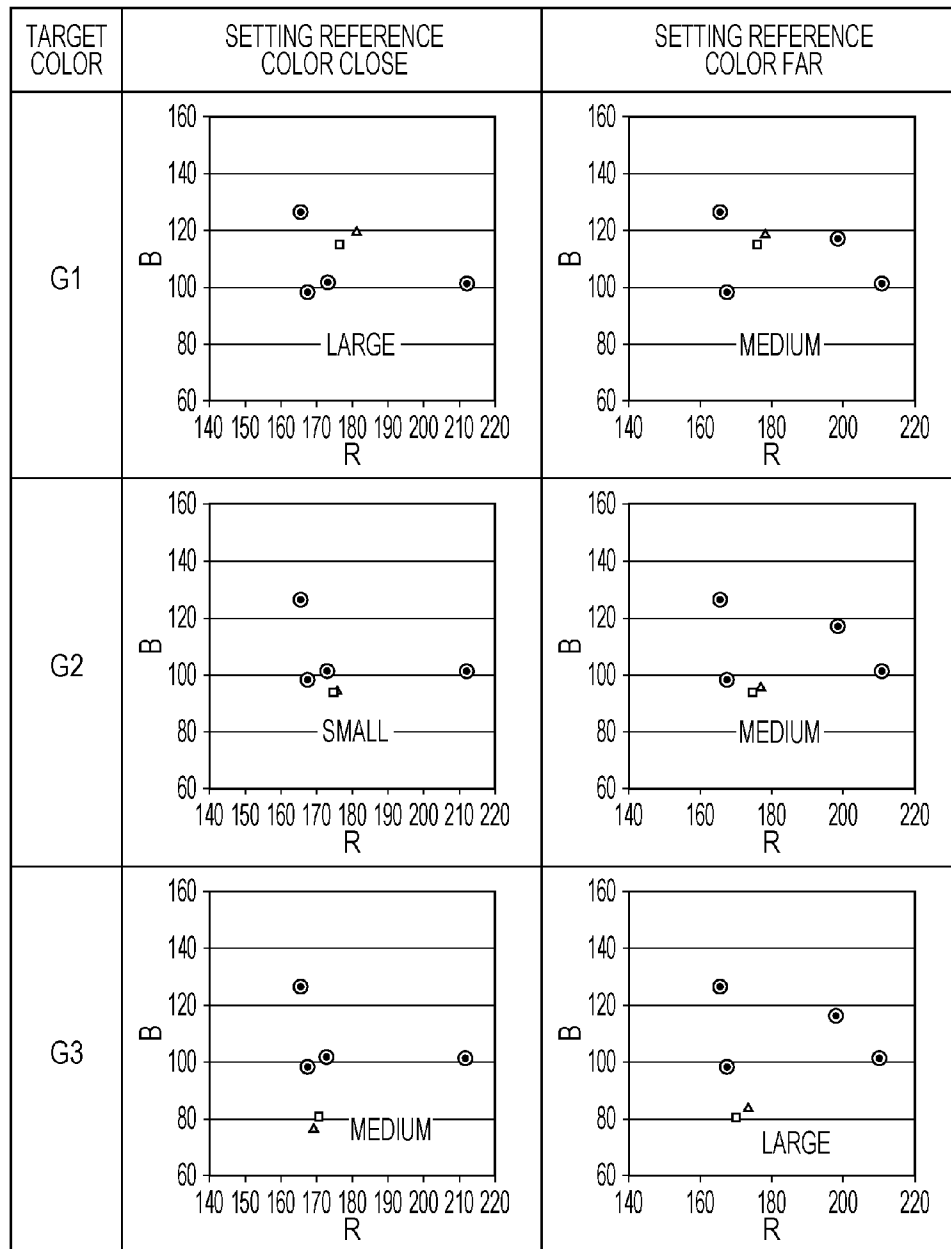 TARGET COLOR
SETTING REFERENCE COLOR CLOSE
SETTING REFERENCE COLOR FAR
G1
160
140
120
100
80
60
B
LARGE
140 150 160 170 180 190 200 210 220
R
160
140
120
100
80
60
B
MEDIUM
140 160 180 200 220
R
G2
160
140
120
100
80
60
B
SMALL
140 150 160 170 180 190 200 210 220
R
160
140
120
100
80
60
B
MEDIUM
140 160 180 200 220
R
G3
160
140
120
100
80
60
B
MEDIUM
140 150 160 170 180 190 200 210 220
R
160
140
120
100
80
60
B
LARGE
140 160 180 200 220
R